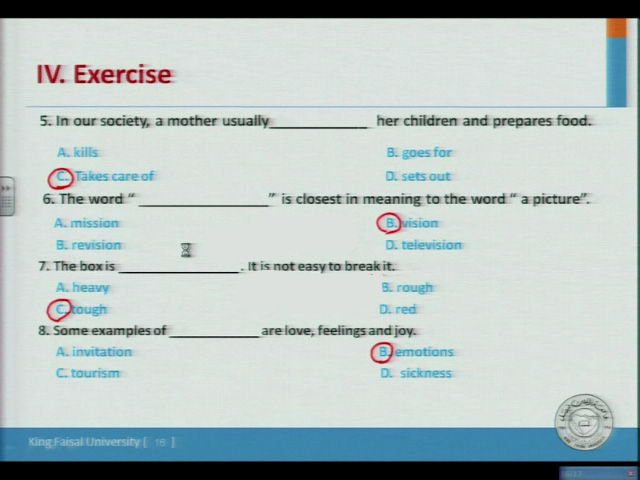 IV. Exercise
5. In our society, a mother usually____________ her children and prepares food.
A. kills B. goes for
C. Takes care of D. sets out
6. The word " ________________" is closest in meaning to the word " a picture".
A. mission B. vision
B. revision D. television
7. The box is _______________. It is not easy to break it.
A. heavy B. rough
C. tough D. red
8. Some examples of ___________ are love, feelings and joy.
A. invitation B. emotions
C. tourism D. sickness
King Faisal University [ 18 ]